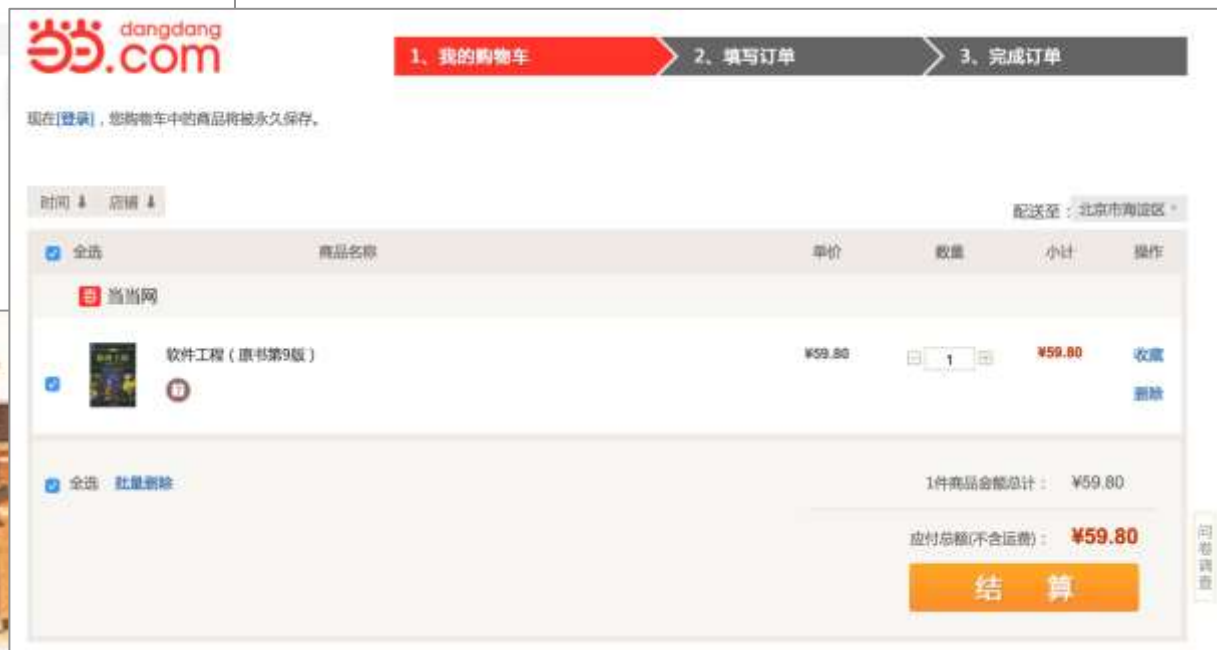 dangdang
当当.com
1、我的购物车
2、填写订单
3、完成订单
现在[登录]，您购物车中的商品将被永久保存。
时间 店铺
配送至：北京市海淀区
全选 商品名称 单价 数量 小计 操作
当当网
软件工程（原书第9版） ¥59.80 1 ¥59.80 收藏
删除
全选 批量删除
1件商品金额总计： ¥59.80
应付总额(不含运费)： ¥59.80
结 算
问卷调查